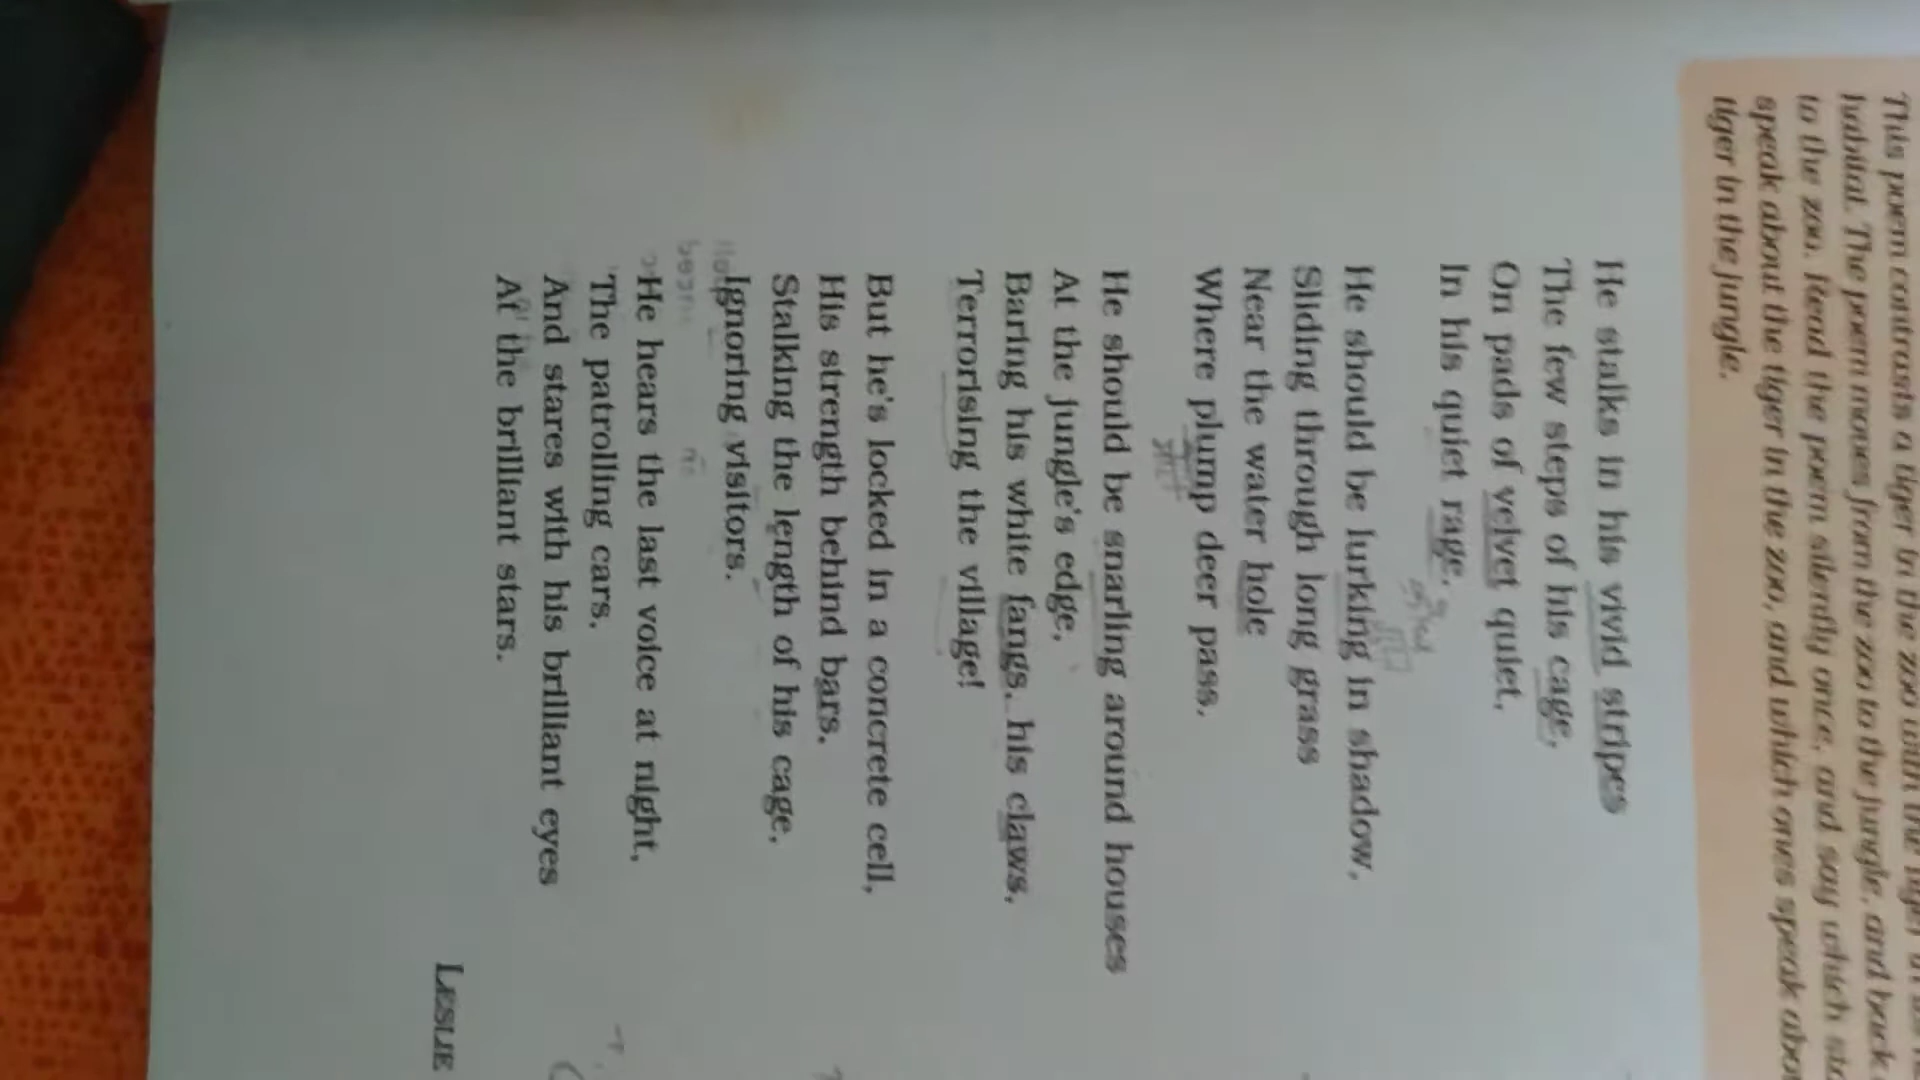 This poem contrasts a tiger in the zoo with the tiger in
habitat. The poem moves from the zoo to the jungle, and back
to the zoo. Read the poem silently once, and say which
speak about the tiger in the zoo, and which ones speak
tiger in the jungle.
He stalks in his vivid stripes
The few steps of his cage,
On pads of velvet quiet,
In his quiet rage.
He should be lurking in shadow,
Sliding through long grass
Near the water hole
Where plump deer pass.
He should be snarling around houses
At the jungle's edge,
Baring his white fangs, his claws,
Terrorising the village!
But he's locked in a concrete cell,
His strength behind bars,
Stalking the length of his cage,
Ignoring visitors.
He hears the last voice at night,
The patrolling cars,
And stares with his brilliant eyes
At the brilliant stars.
LESLIE